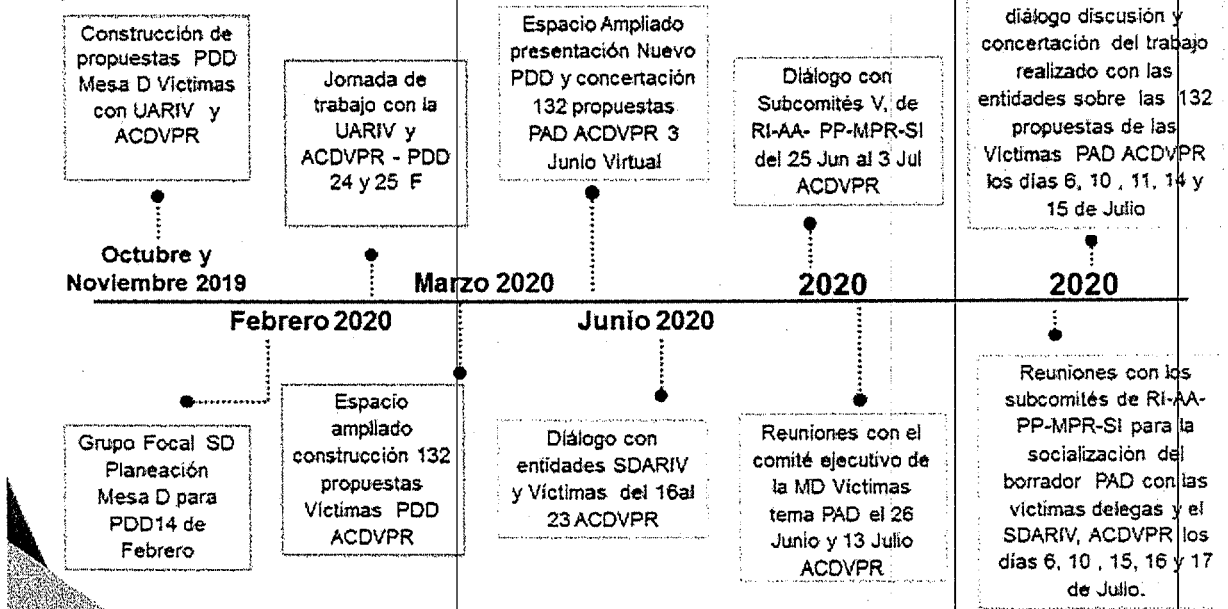 Construcción de
propuestas PDD
Mesa D Víctimas
con UARIV y
ACDVPR
Jornada de
trabajo con la
UARIV y
ACDVPR - PDD
24 y 25 F
Espacio Ampliado
presentación Nuevo
PDD y concertación
132 propuestas
PAD ACDVPR 3
Junio Virtual
Diálogo con
Subcomités V, de
RI-AA- PP-MPR-SI
del 25 Jun al 3 Jul
ACDVPR
diálogo discusión y
concertación del trabajo
realizado con las
entidades sobre las 132
propuestas de las
Víctimas PAD ACDVPR
los días 6, 10 , 11, 14 y
15 de Julio
Octubre y
Noviembre 2019
Marzo 2020
2020
2020
Febrero 2020
Junio 2020
Grupo Focal SD
Planeación
Mesa D para
PDD14 de
Febrero
Espacio
ampliado
construcción 132
propuestas
Víctimas PDD
ACDVPR
Diálogo con
entidades SDARIV
y Víctimas del 16al
23 ACDVPR
Reuniones con el
comité ejecutivo de
la MD Víctimas
tema PAD el 26
Junio y 13 Julio
ACDVPR
Reuniones con los
subcomités de RI-AA-
PP-MPR-SI para la
socialización del
borrador PAD con las
víctimas delegas y el
SDARIV, ACDVPR los
días 6, 10 , 15, 16 y 17
de Julio.